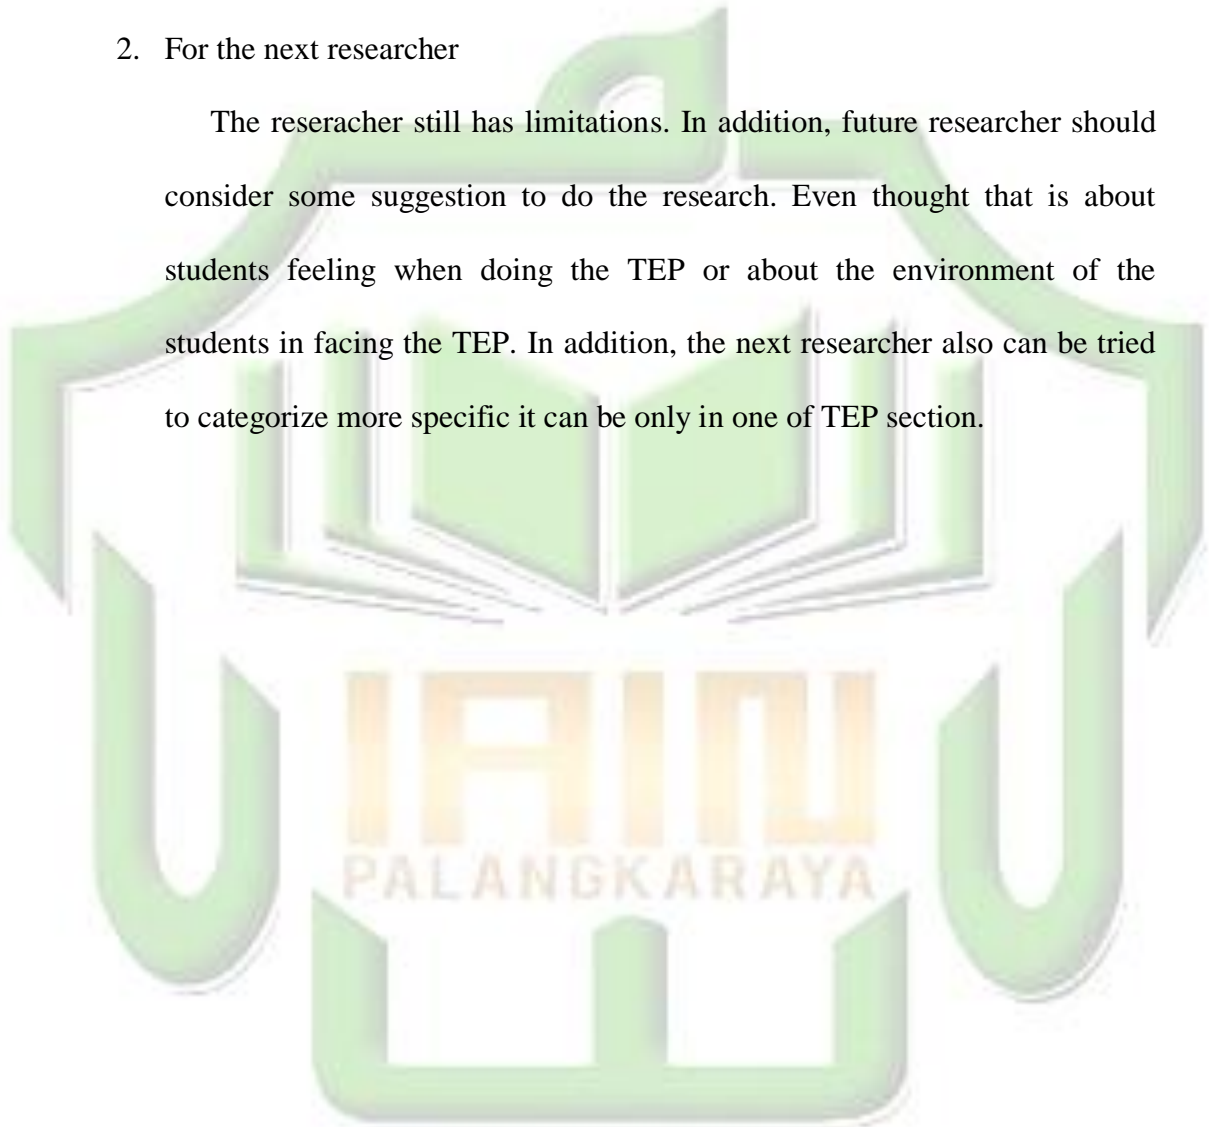 2. For the next researcher
The reseracher still has limitations. In addition, future researcher should
consider some suggestion to do the research. Even thought that is about
students feeling when doing the TEP or about the environment of the
students in facing the TEP. In addition, the next researcher also can be tried
to categorize more specific it can be only in one of TEP section.
IAIN
PALANGKARAYA